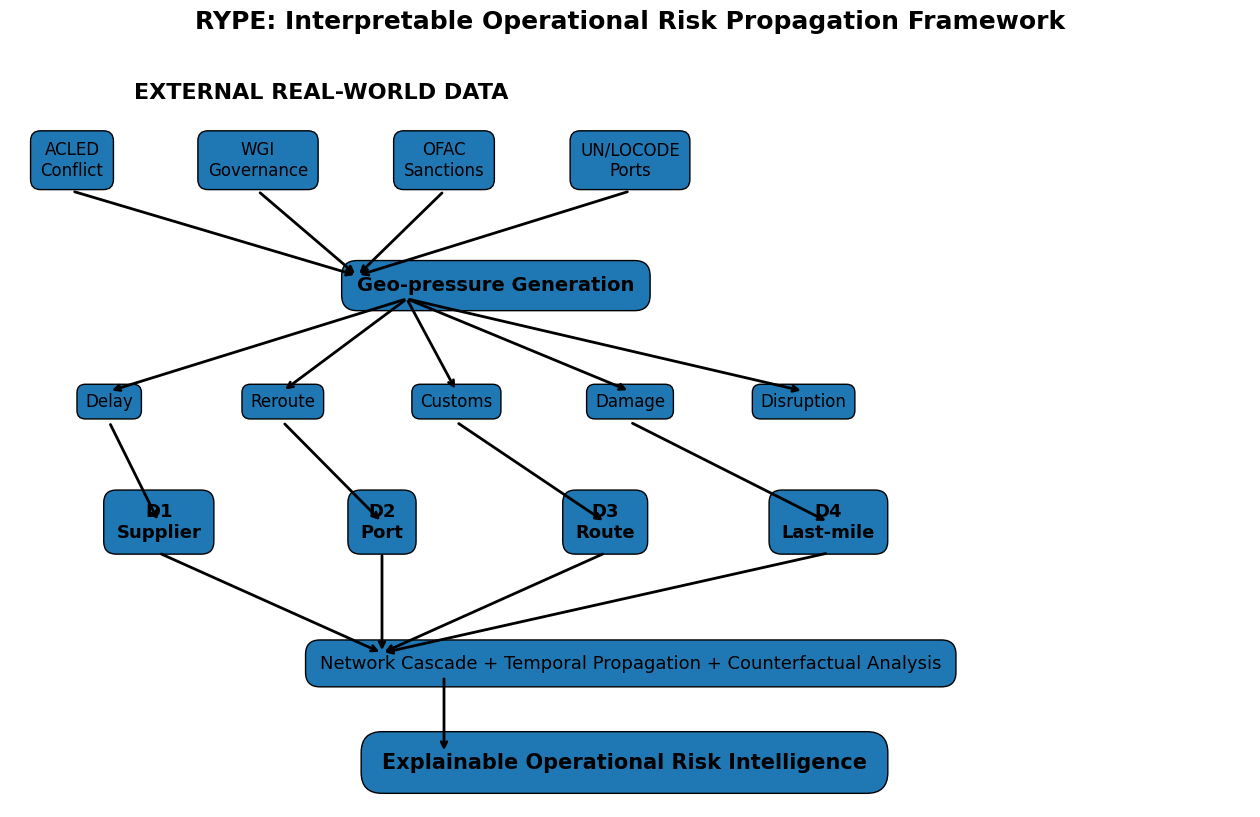 RYPE: Interpretable Operational Risk Propagation Framework
EXTERNAL REAL-WORLD DATA
ACLED
Conflict
WGI
Governance
OFAC
Sanctions
UN/LOCODE
Ports
Geo-pressure Generation
Delay
Reroute
Customs
Damage
Disruption
D1
Supplier
D2
Port
D3
Route
D4
Last-mile
Network Cascade + Temporal Propagation + Counterfactual Analysis
Explainable Operational Risk Intelligence